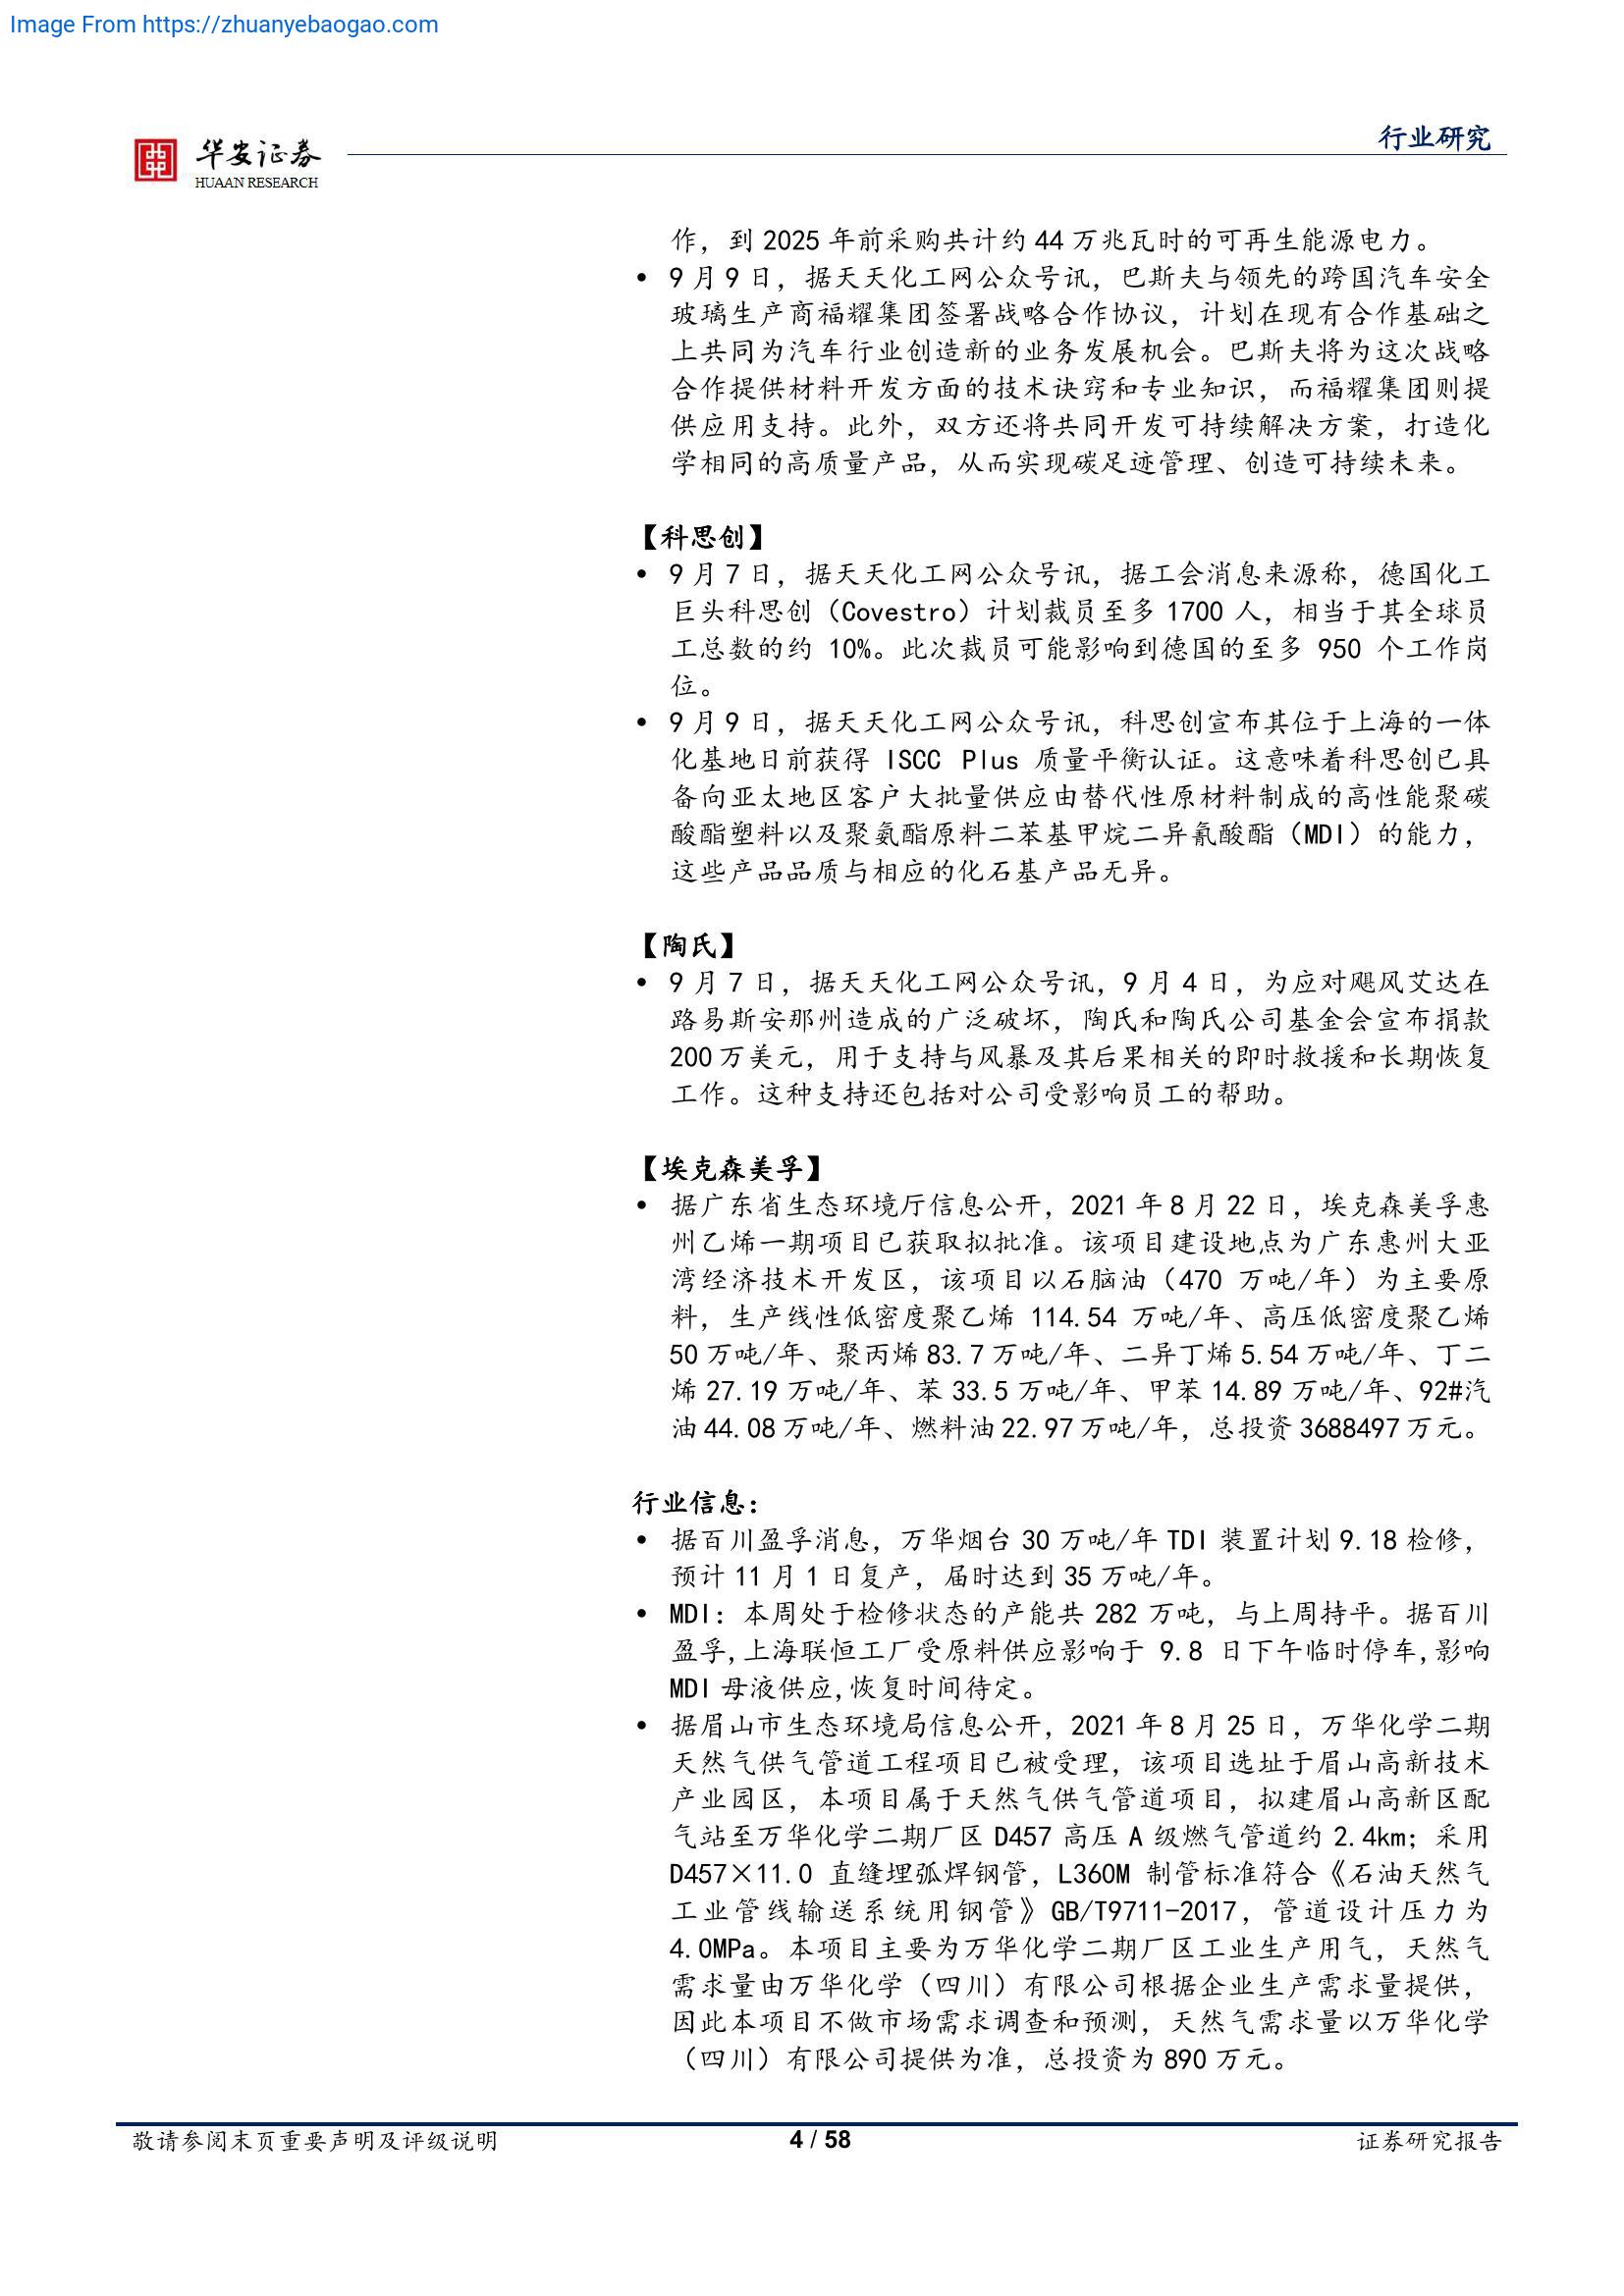 Image From https://zhuanyebaogao.com
华安证券
HUAAN RESEARCH
行业研究
作，到 2025 年前采购共计约 44 万兆瓦时的可再生能源电力。
• 9 月 9 日，据天天化工网公众号讯，巴斯夫与领先的跨国汽车安全
玻璃生产商福耀集团签署战略合作协议，计划在现有合作基础之
上共同为汽车行业创造新的业务发展机会。巴斯夫将为这次战略
合作提供材料开发方面的技术诀窍和专业知识，而福耀集团则提
供应用支持。此外，双方还将共同开发可持续解决方案，打造化
学相同的高质量产品，从而实现碳足迹管理、创造可持续未来。
【科思创】
• 9 月 7 日，据天天化工网公众号讯，据工会消息来源称，德国化工
巨头科思创（Covestro）计划裁员至多 1700 人，相当于其全球员
工总数的约 10%。此次裁员可能影响到德国的至多 950 个工作岗
位。
• 9 月 9 日，据天天化工网公众号讯，科思创宣布其位于上海的一体
化基地日前获得 ISCC Plus 质量平衡认证。这意味着科思创已具
备向亚太地区客户大批量供应由替代性原材料制成的高性能聚碳
酸酯塑料以及聚氨酯原料二苯基甲烷二异氰酸酯（MDI）的能力，
这些产品品质与相应的化石基产品无异。
【陶氏】
• 9 月 7 日，据天天化工网公众号讯，9 月 4 日，为应对飓风艾达在
路易斯安那州造成的广泛破坏，陶氏和陶氏公司基金会宣布捐款
200 万美元，用于支持与风暴及其后果相关的即时救援和长期恢复
工作。这种支持还包括对公司受影响员工的帮助。
【埃克森美孚】
• 据广东省生态环境厅信息公开，2021 年 8 月 22 日，埃克森美孚惠
州乙烯一期项目已获取拟批准。该项目建设地点为广东惠州大亚
湾经济技术开发区，该项目以石脑油（470 万吨/年）为主要原
料，生产线性低密度聚乙烯 114.54 万吨/年、高压低密度聚乙烯
50 万吨/年、聚丙烯 83.7 万吨/年、二异丁烯 5.54 万吨/年、丁二
烯 27.19 万吨/年、苯 33.5 万吨/年、甲苯 14.89 万吨/年、92#汽
油 44.08 万吨/年、燃料油 22.97 万吨/年，总投资 3688497 万元。
行业信息：
• 据百川盈孚消息，万华烟台 30 万吨/年 TDI 装置计划 9.18 检修，
预计 11 月 1 日复产，届时达到 35 万吨/年。
• MDI：本周处于检修状态的产能共 282 万吨，与上周持平。据百川
盈孚,上海联恒工厂受原料供应影响于 9.8 日下午临时停车,影响
MDI 母液供应,恢复时间待定。
• 据眉山市生态环境局信息公开，2021 年 8 月 25 日，万华化学二期
天然气供气管道工程项目已被受理，该项目选址于眉山高新技术
产业园区，本项目属于天然气供气管道项目，拟建眉山高新区配
气站至万华化学二期厂区 D457 高压 A 级燃气管道约 2.4km；采用
D457×11.0 直缝埋弧焊钢管，L360M 制管标准符合《石油天然气
工业管线输送系统用钢管》GB/T9711-2017，管道设计压力为
4.0MPa。本项目主要为万华化学二期厂区工业生产用气，天然气
需求量由万华化学（四川）有限公司根据企业生产需求量提供，
因此本项目不做市场需求调查和预测，天然气需求量以万华化学
（四川）有限公司提供为准，总投资为 890 万元。
敬请参阅末页重要声明及评级说明
4 / 58
证券研究报告